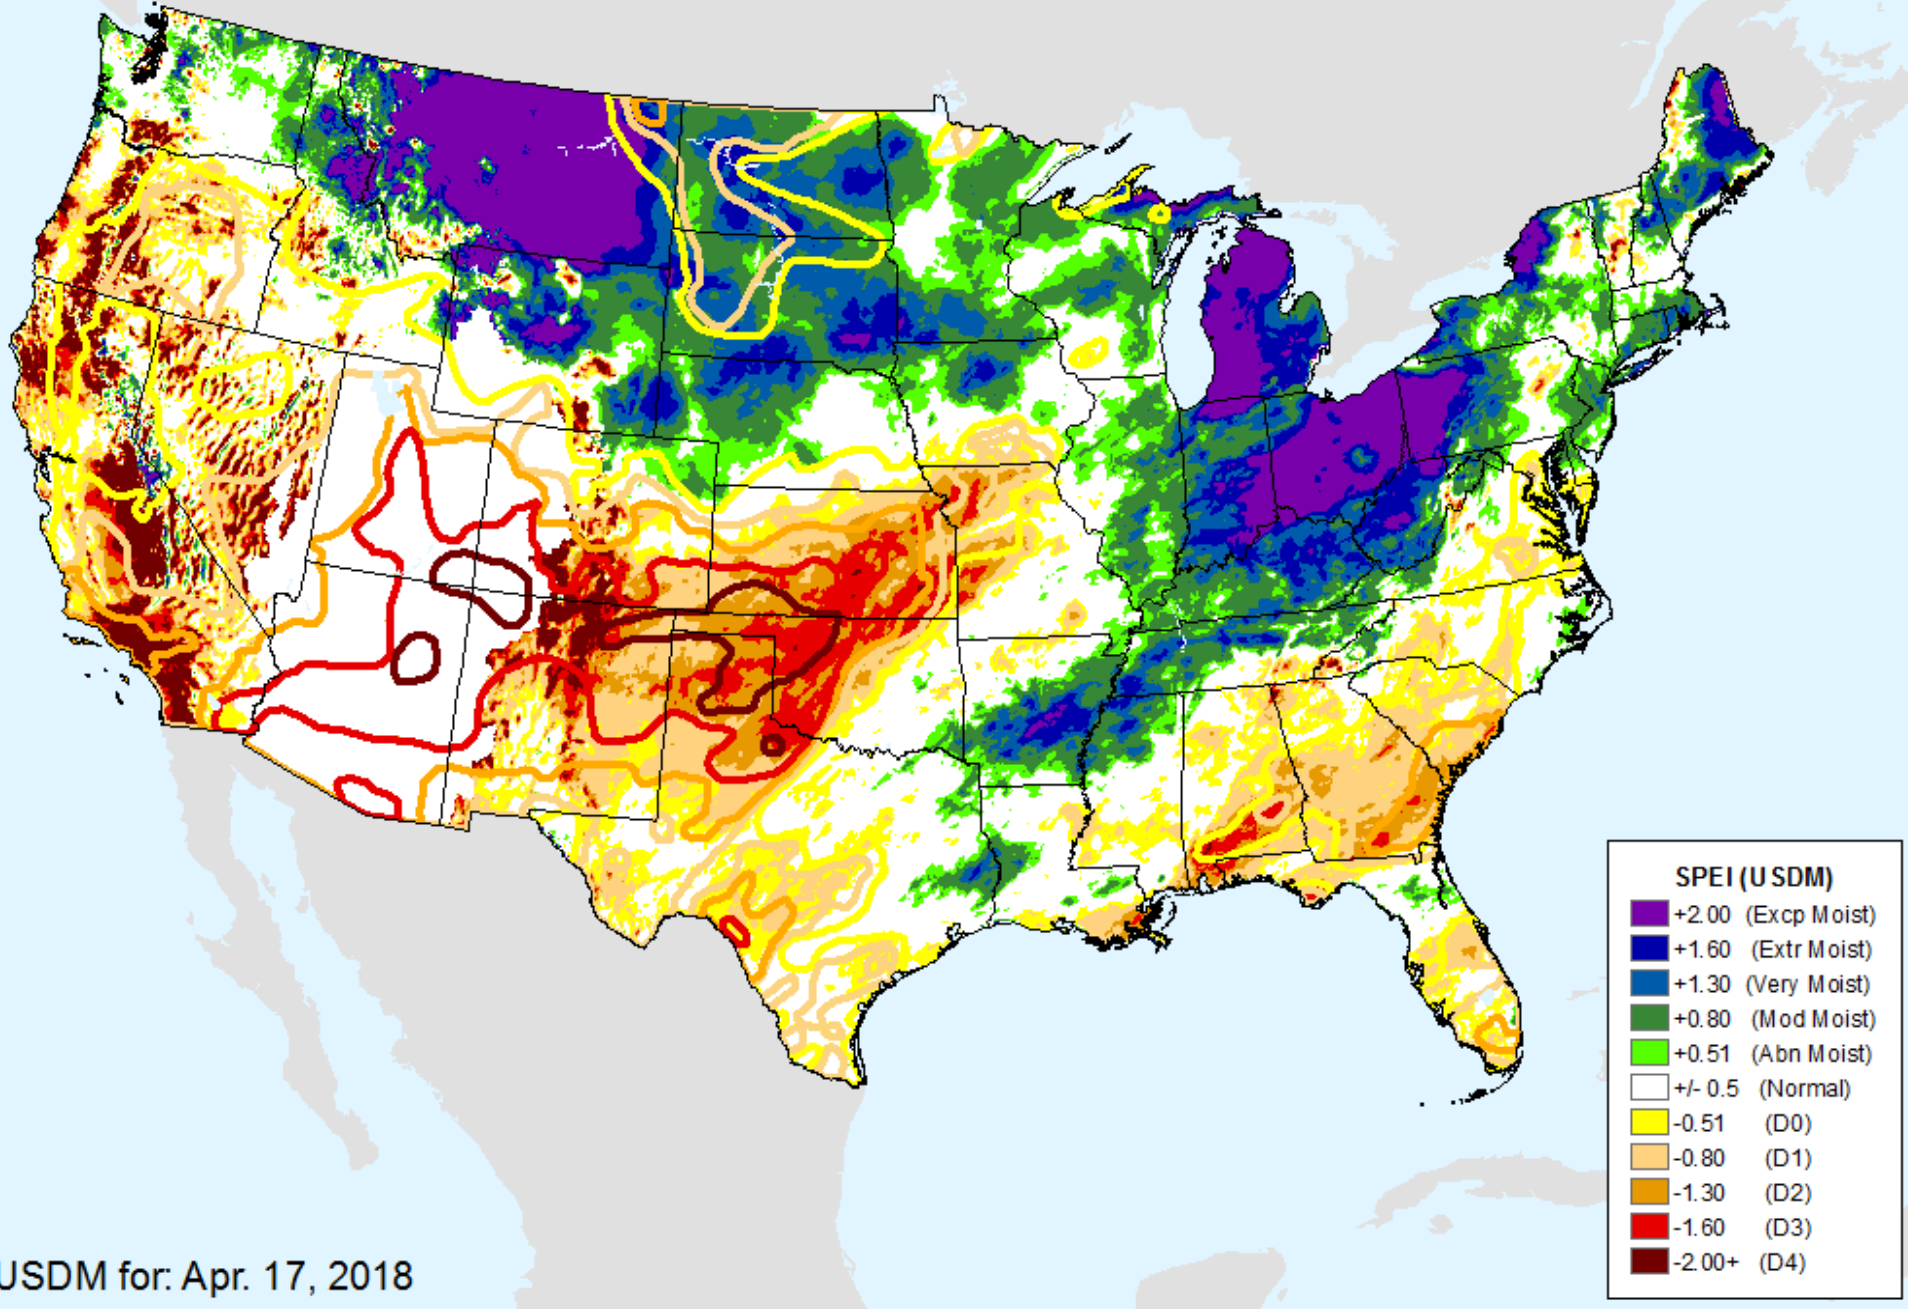 SPEI (USDM)
+2.00 (Excp Moist)
+1.60 (Extr Moist)
+1.30 (Very Moist)
+0.80 (Mod Moist)
+0.51 (Abn Moist)
+/- 0.5 (Normal)
-0.51 (D0)
-0.80 (D1)
-1.30 (D2)
-1.60 (D3)
-2.00+ (D4)
USDM for: Apr. 17, 2018